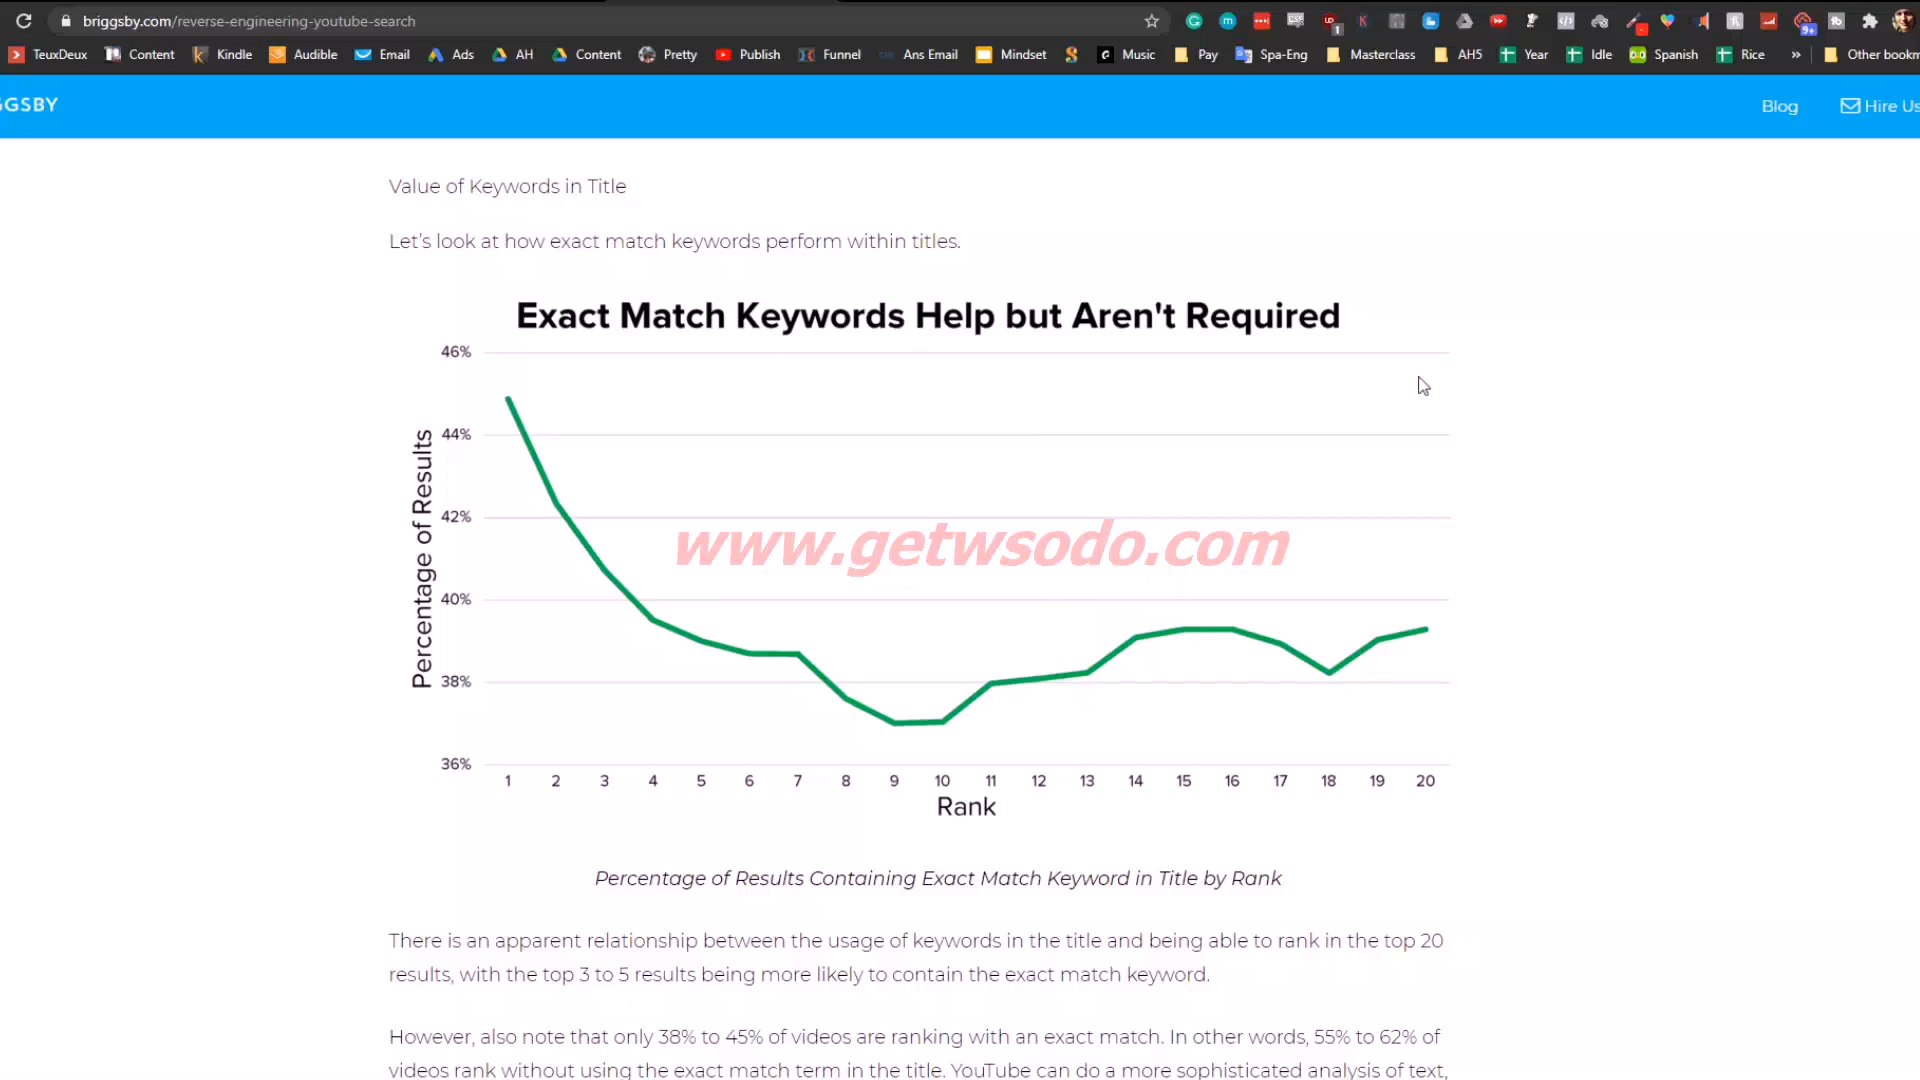 briggsby.com/reverse-engineering-youtube-search
TeuxDeux Content Kindle Audible Email Ads AH Content Pretty Publish Funnel Ans Email Mindset Music Pay Spa-Eng Masterclass AH5 Year Idle Spanish Rice » Other bookm
GGSBY
Blog Hire Us
Value of Keywords in Title
Let's look at how exact match keywords perform within titles.
Exact Match Keywords Help but Aren't Required
46%
44%
42%
40%
38%
36%
Percentage of Results
www.getwsodo.com
1 2 3 4 5 6 7 8 9 10 11 12 13 14 15 16 17 18 19 20
Rank
Percentage of Results Containing Exact Match Keyword in Title by Rank
There is an apparent relationship between the usage of keywords in the title and being able to rank in the top 20
results, with the top 3 to 5 results being more likely to contain the exact match keyword.
However, also note that only 38% to 45% of videos are ranking with an exact match. In other words, 55% to 62% of
videos rank without using the exact match term in the title. YouTube can do a more sophisticated analysis of text,